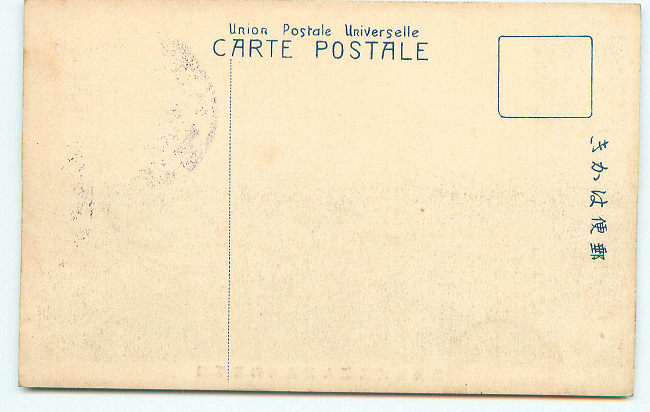 Union Postale Universelle
CARTE POSTALE
きかは便郵